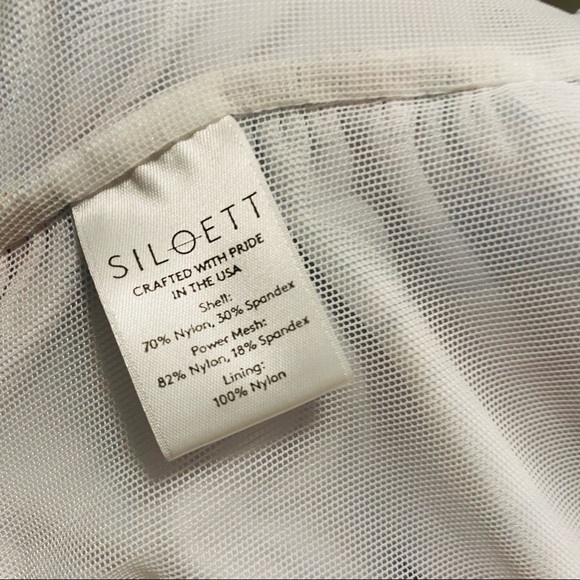 SILOETT
CRAFTED WITH PRIDE
IN THE USA
Shell:
70% Nylon, 30% Spandex
Power Mesh:
82% Nylon, 18% Spandex
Lining:
100% Nylon